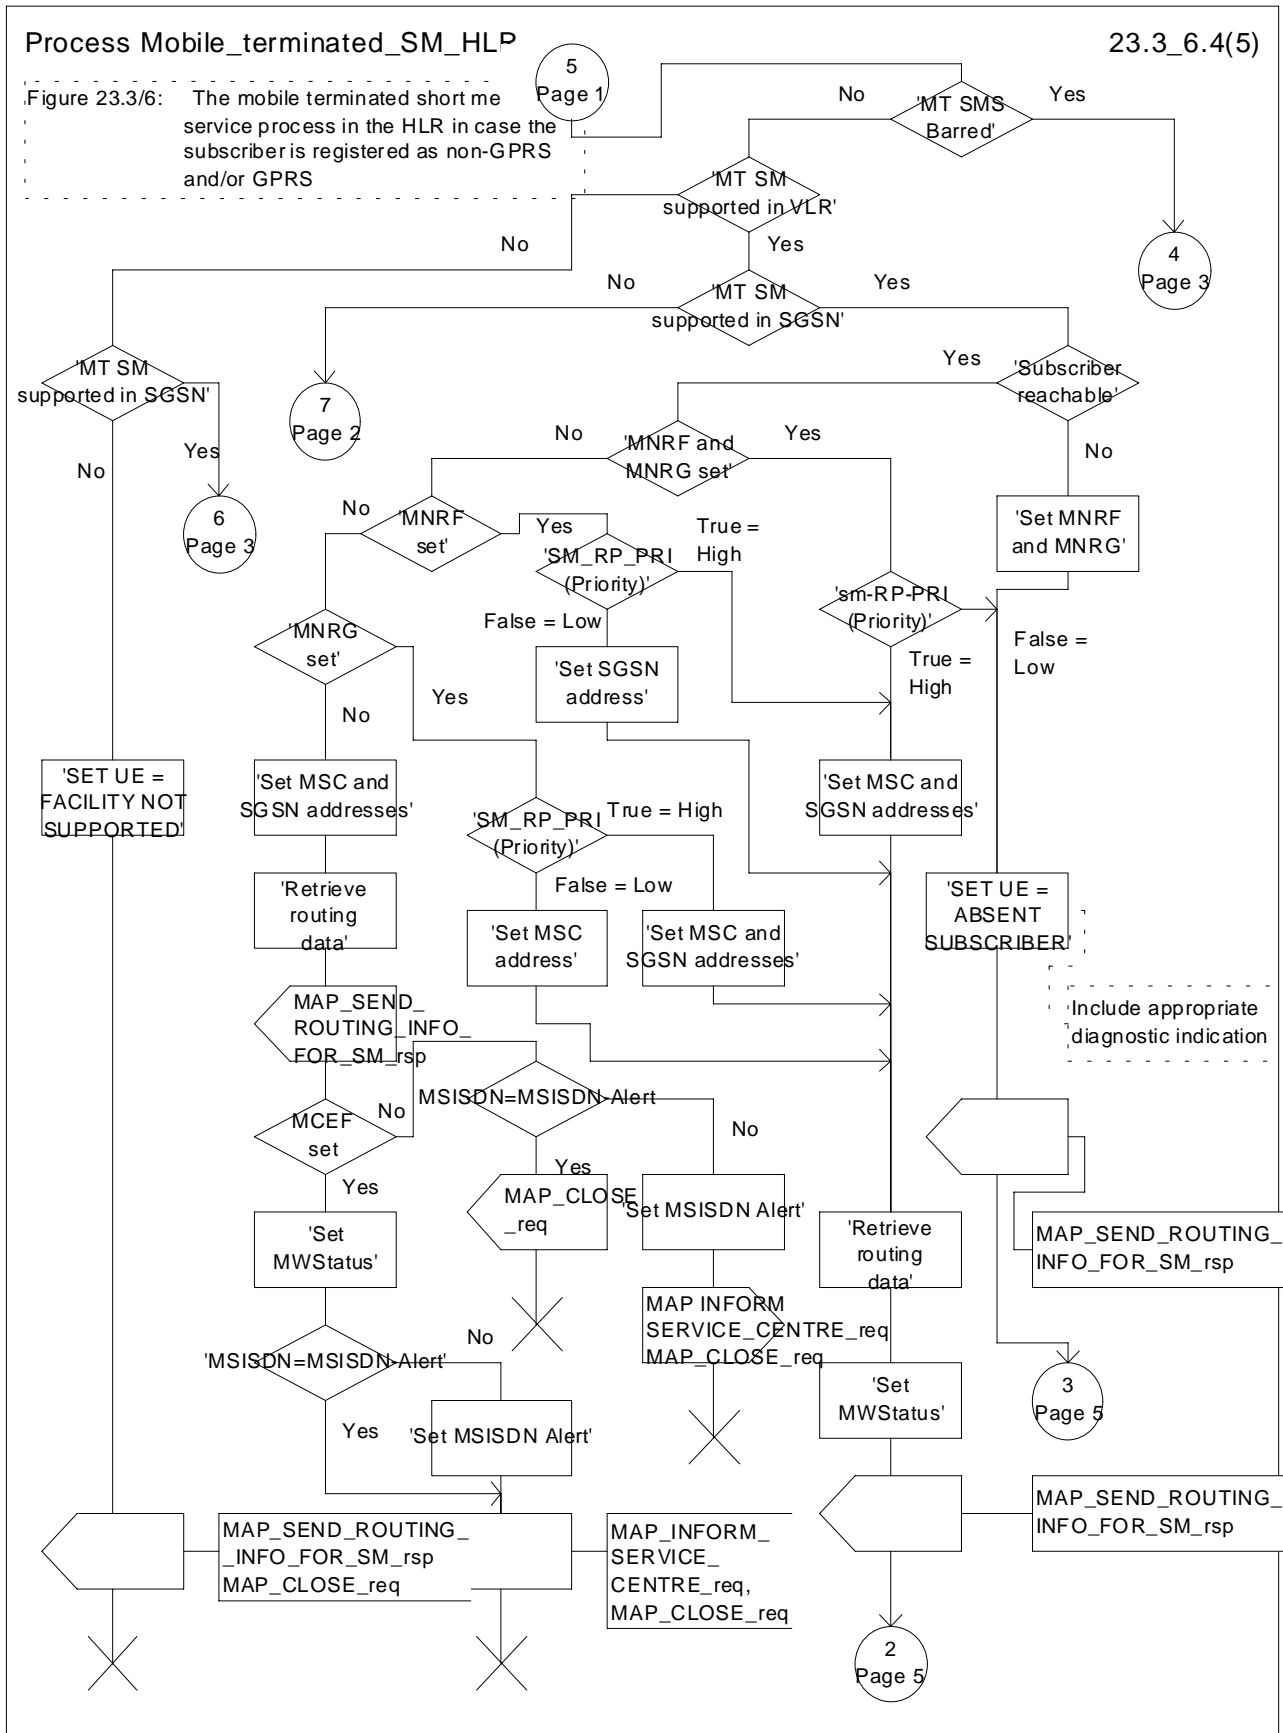 Process Mobile_terminated_SM_HLP
23.3_6.4(5)
5
Page 1
Figure 23.3/6:
The mobile terminated short me
service process in the HLR in case the
subscriber is registered as non-GPRS
and/or GPRS
No
'MT SMS
Barred'
Yes
'MT SM
supported in VLR'
No
Yes
4
Page 3
No
'MT SM
supported in SGSN'
Yes
'MT SM
supported in SGSN'
Yes
'Subscriber
reachable'
7
Page 2
No
'MNRF and
MNRG set'
Yes
No
Yes
No
6
Page 3
No
'MNRF
set'
Yes
True =
High
'Set MNRF
and MNRG'
'SM_RP_PRI
(Priority)'
'sm-RP-PRI
(Priority)'
'MNRG
set'
False = Low
False =
Low
True =
High
'Set SGSN
address'
Yes
No
'SET UE =
FACILITY NOT
SUPPORTED'
'Set MSC and
SGSN addresses'
'SM_RP_PRI
(Priority)'
True = High
'Set MSC and
SGSN addresses'
False = Low
'Retrieve
routing
data'
'SET UE =
ABSENT
SUBSCRIBER'
'Set MSC
address'
'Set MSC and
SGSN addresses'
MAP_SEND_
ROUTING_INFO_
FOR_SM_rsp
Include appropriate
diagnostic indication
MSISDN=MSISDN-Alert
No
MCEF
set
No
Yes
Yes
MAP_CLOSE
_req
'Set MSISDN Alert'
'Set
MWStatus'
'Retrieve
routing
data'
MAP_SEND_ROUTING_
INFO_FOR_SM_rsp
MAP INFORM
SERVICE_CENTRE_req
MAP_CLOSE_req
No
'MSISDN=MSISDN-Alert'
'Set
MWStatus'
3
Page 5
Yes
'Set MSISDN Alert'
MAP_SEND_ROUTING_
INFO_FOR_SM_rsp
MAP_SEND_ROUTING_
_INFO_FOR_SM_rsp
MAP_CLOSE_req
MAP_INFORM_
SERVICE_
CENTRE_req,
MAP_CLOSE_req
2
Page 5